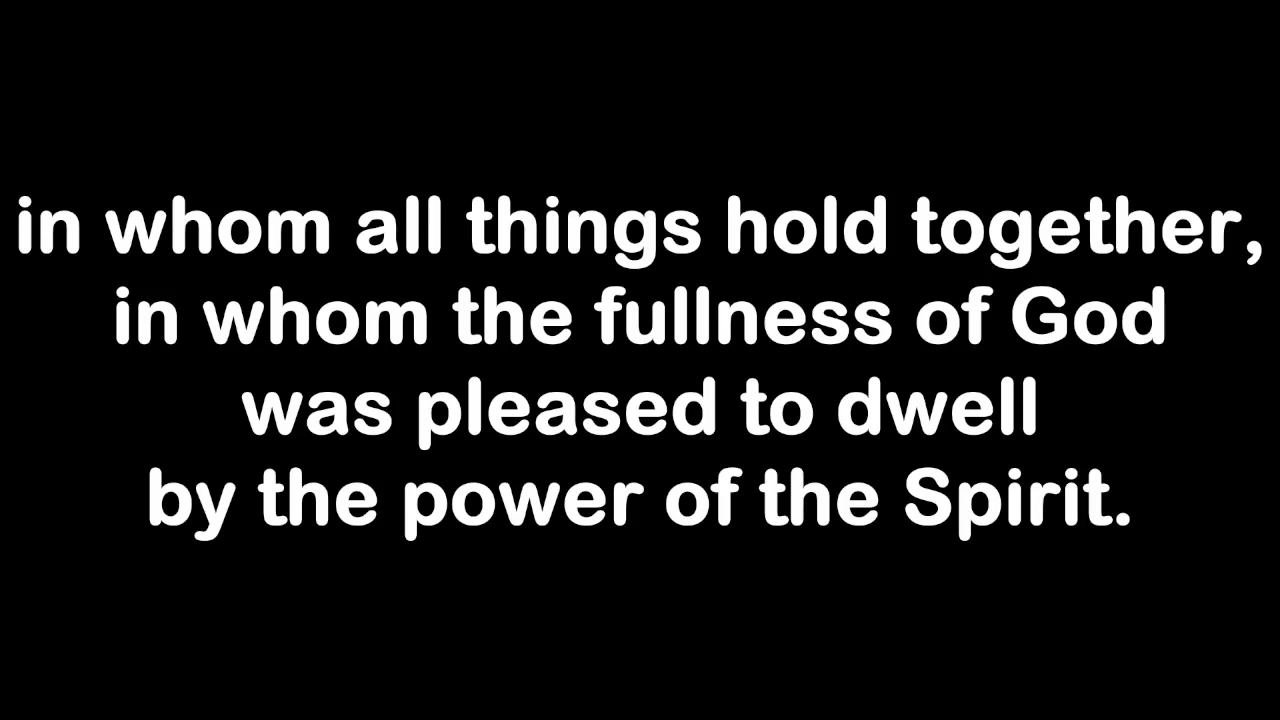 in whom all things hold together,
in whom the fullness of God
was pleased to dwell
by the power of the Spirit.